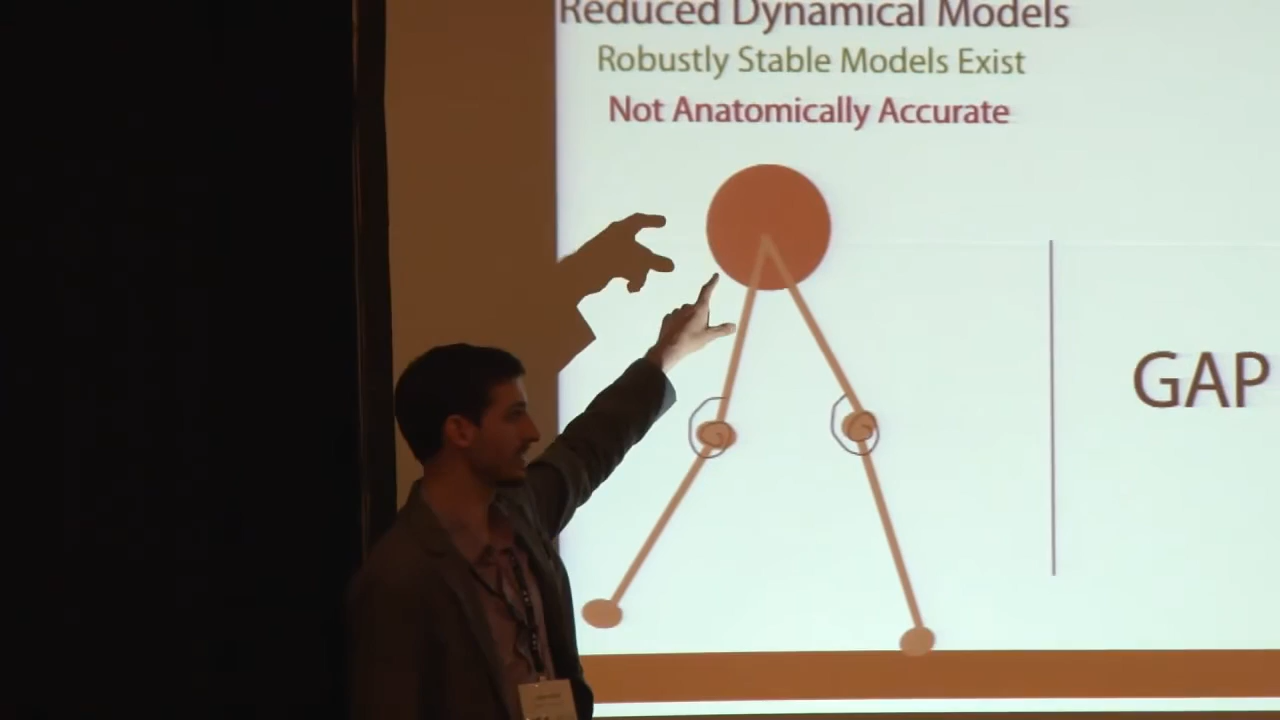 Reduced Dynamical Models
Robustly Stable Models Exist
Not Anatomically Accurate
GAP